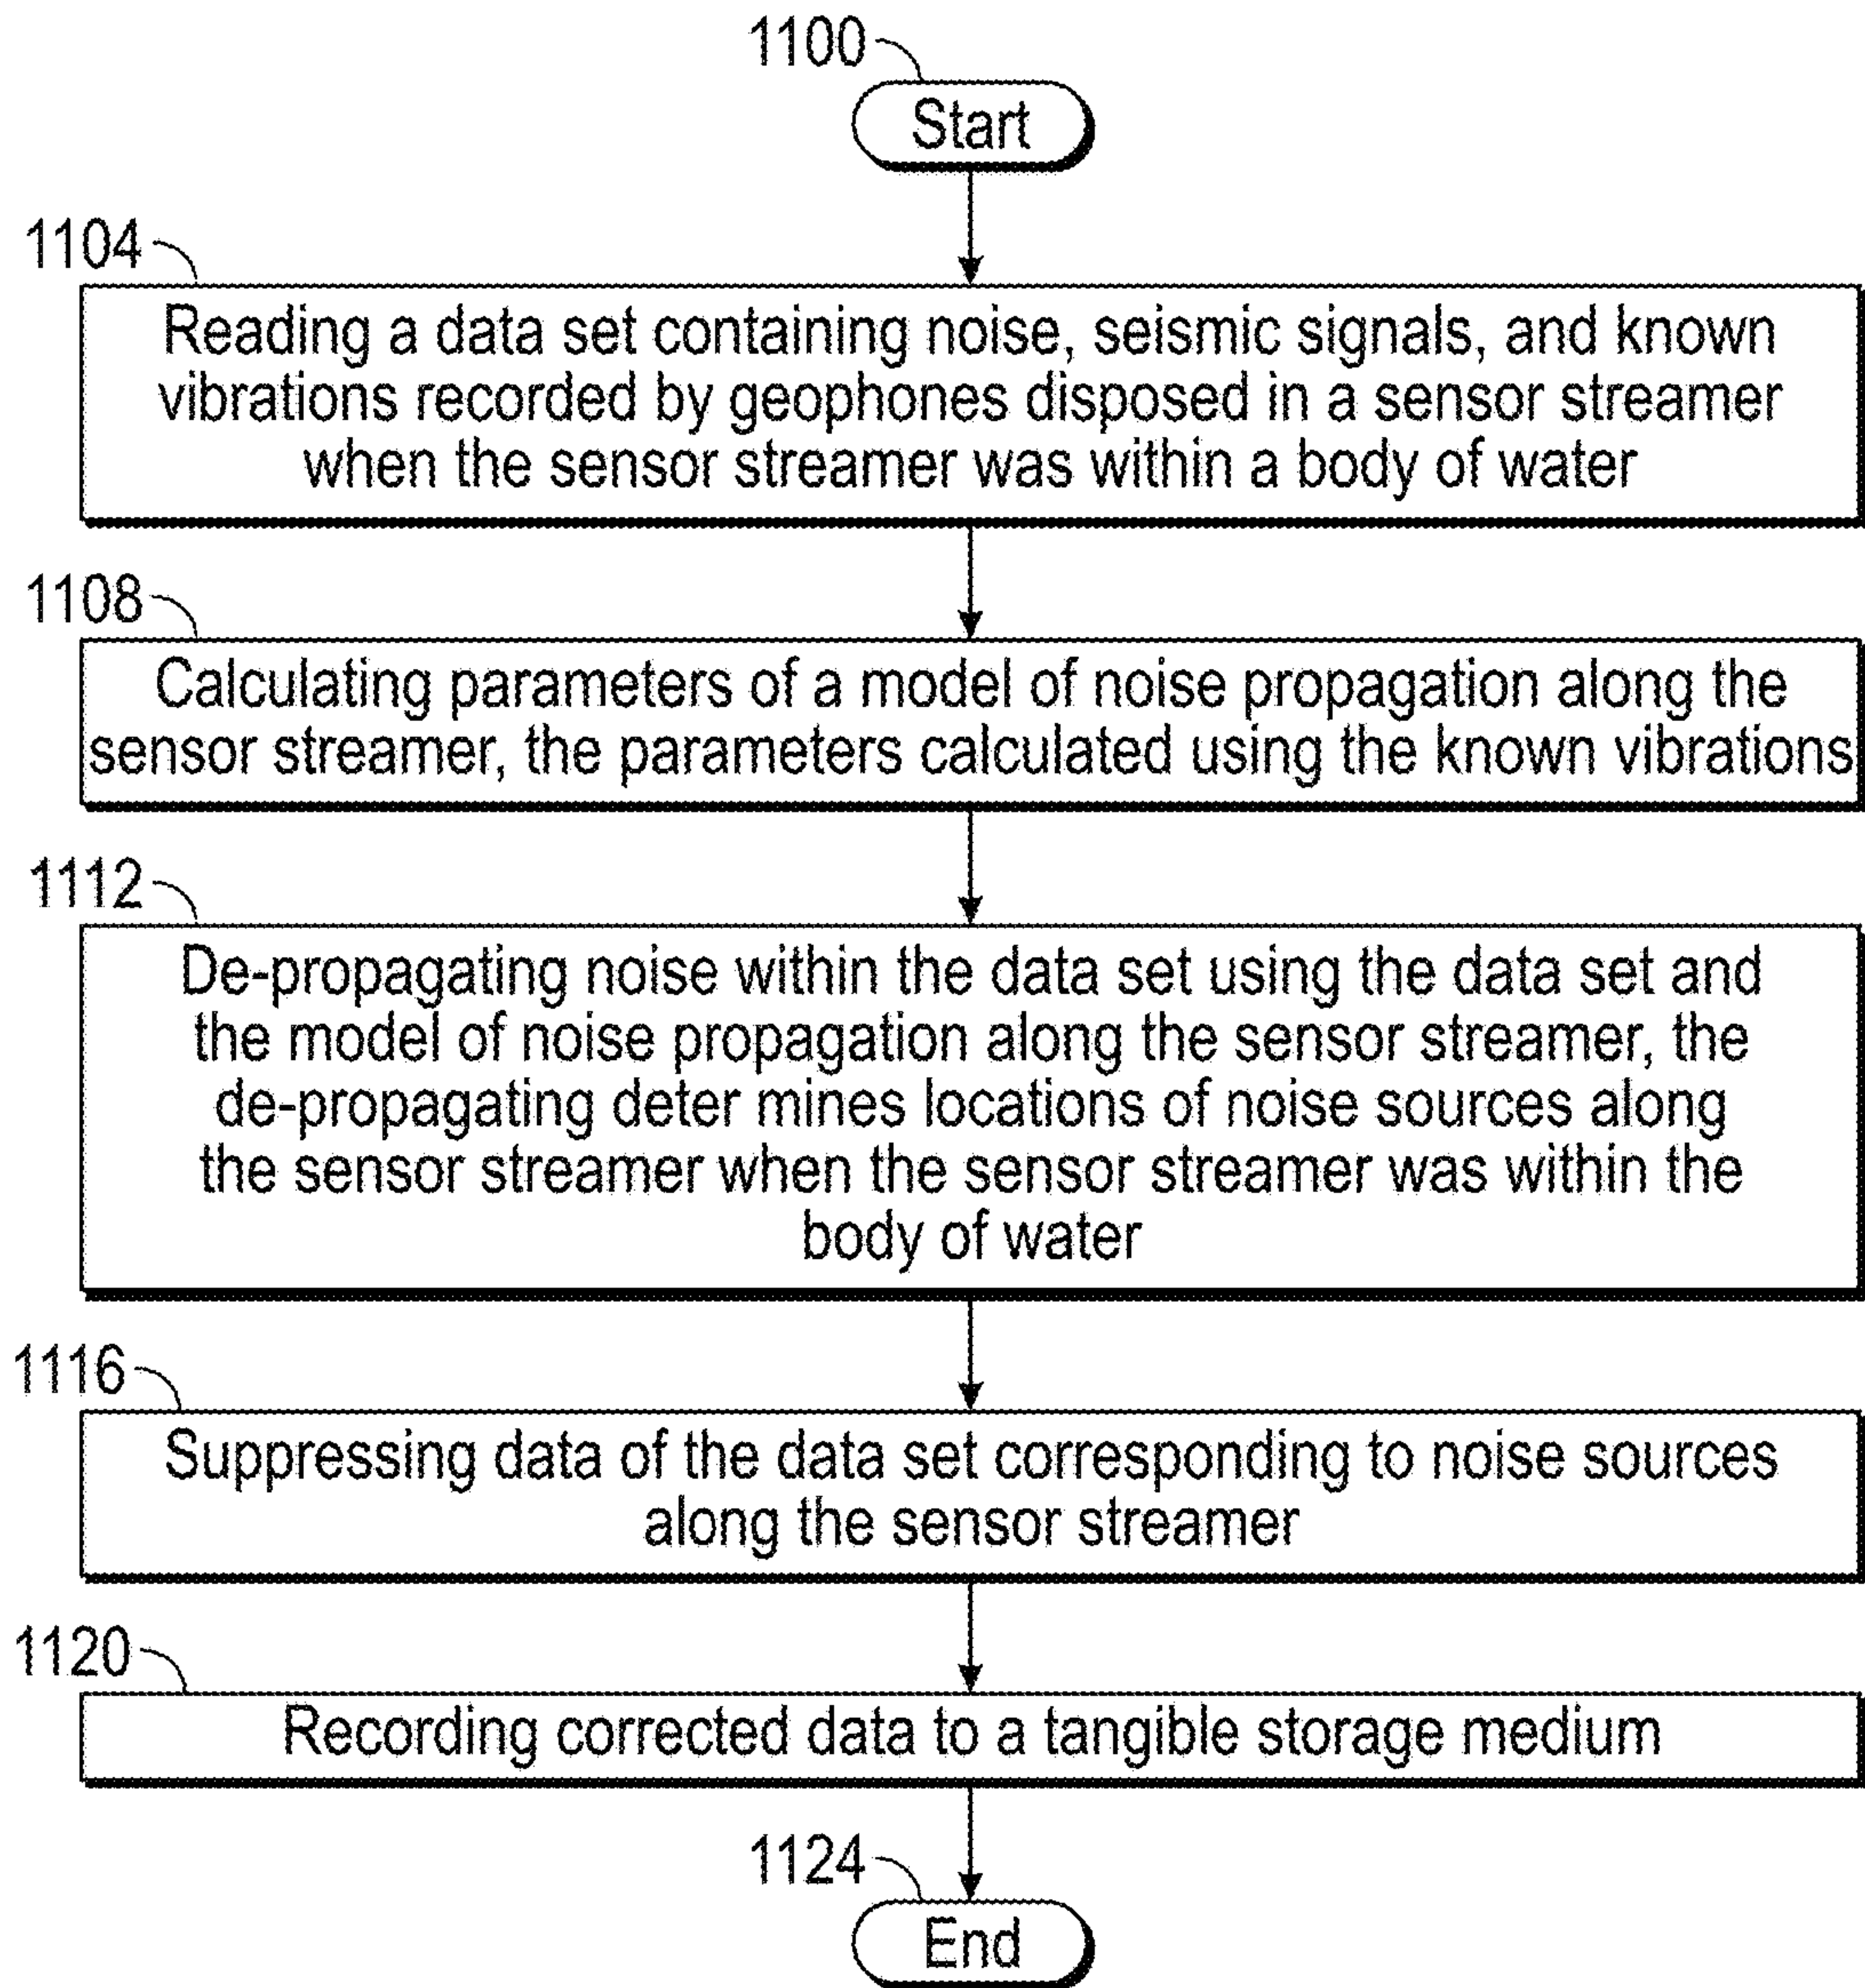 1100
Start
1104
Reading a data set containing noise, seismic signals, and known
vibrations recorded by geophones disposed in a sensor streamer
when the sensor streamer was within a body of water
1108
Calculating parameters of a model of noise propagation along the
sensor streamer, the parameters calculated using the known vibrations
1112
De-propagating noise within the data set using the data set and
the model of noise propagation along the sensor streamer, the
de-propagating deter mines locations of noise sources along
the sensor streamer when the sensor streamer was within the
body of water
1116
Suppressing data of the data set corresponding to noise sources
along the sensor streamer
1120
Recording corrected data to a tangible storage medium
1124
End